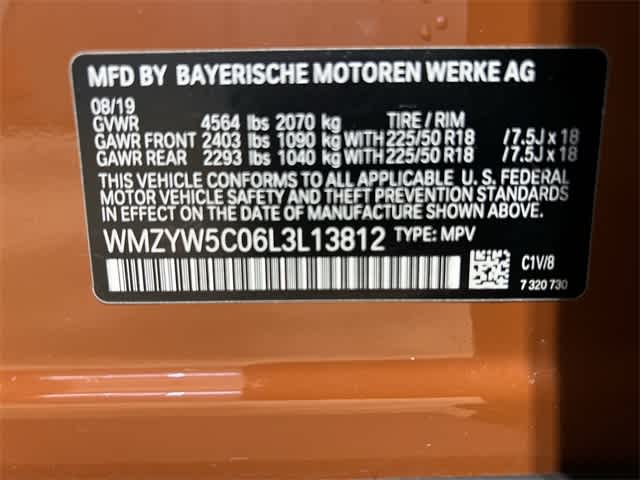 MFD BY BAYERISCHE MOTOREN WERKE AG
08/19
GVWR 4564 lbs 2070 kg TIRE / RIM
GAWR FRONT 2403 lbs 1090 kg WITH 225/50 R18 /7.5J x 18
GAWR REAR 2293 lbs 1040 kg WITH 225/50 R18 /7.5J x 18
THIS VEHICLE CONFORMS TO ALL APPLICABLE U. S. FEDERAL
MOTOR VEHICLE SAFETY AND THEFT PREVENTION STANDARDS
IN EFFECT ON THE DATE OF MANUFACTURE SHOWN ABOVE.
WMZYW5C06L3L13812 TYPE: MPV
C1V/8
7 320 730